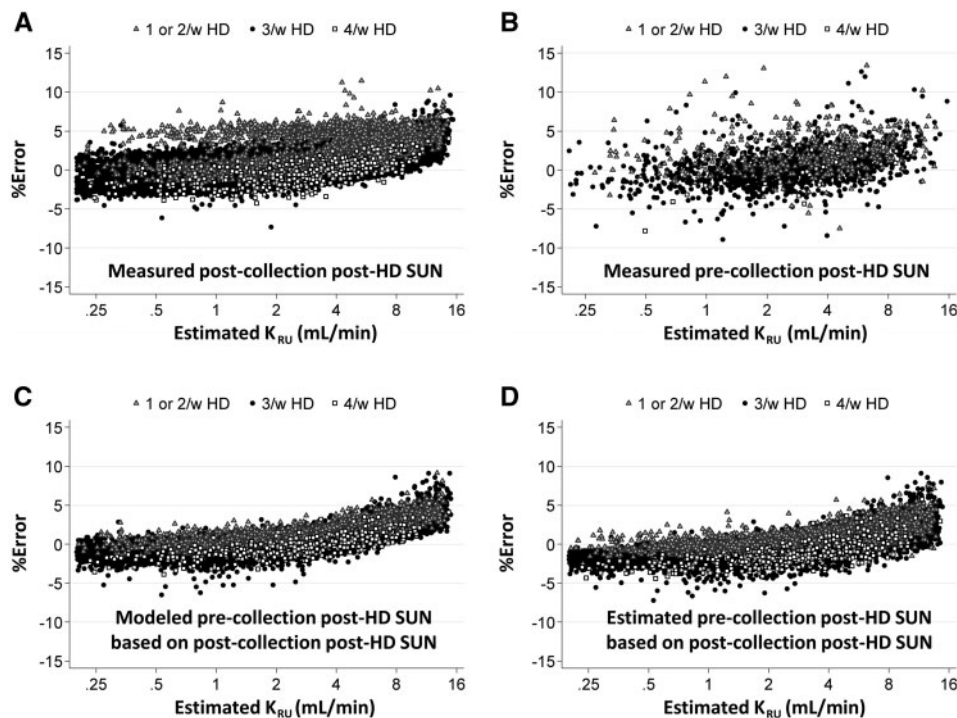 A
△ 1 or 2/w HD ● 3/w HD □ 4/w HD
15
10
5
0
-5
-10
-15
%Error
Measured post-collection post-HD SUN
.25 .5 1 2 4 8 16
Estimated KRU (mL/min)
B
△ 1 or 2/w HD ● 3/w HD □ 4/w HD
15
10
5
0
-5
-10
-15
%Error
Measured pre-collection post-HD SUN
.25 .5 1 2 4 8 16
Estimated KRU (mL/min)
C
△ 1 or 2/w HD ● 3/w HD □ 4/w HD
15
10
5
0
-5
-10
-15
%Error
Modeled pre-collection post-HD SUN
based on post-collection post-HD SUN
.25 .5 1 2 4 8 16
Estimated KRU (mL/min)
D
△ 1 or 2/w HD ● 3/w HD □ 4/w HD
15
10
5
0
-5
-10
-15
%Error
Estimated pre-collection post-HD SUN
based on post-collection post-HD SUN
.25 .5 1 2 4 8 16
Estimated KRU (mL/min)